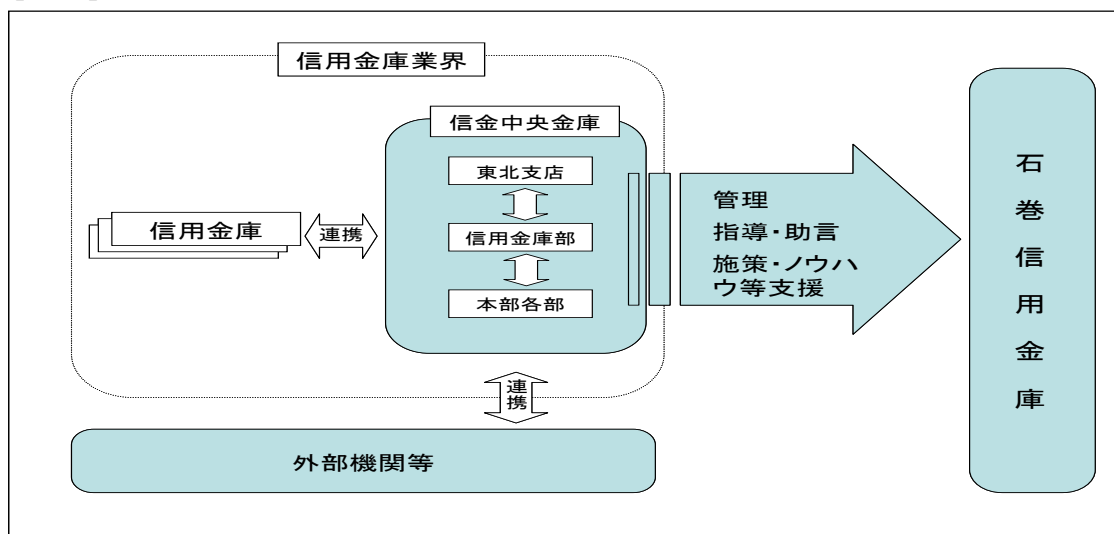 信用金庫業界
信金中央金庫
東北支店
信用金庫
連携
信用金庫部
本部各部
管理
指導・助言
施策・ノウハ
ウ等支援
石巻信用金庫
連携
外部機関等